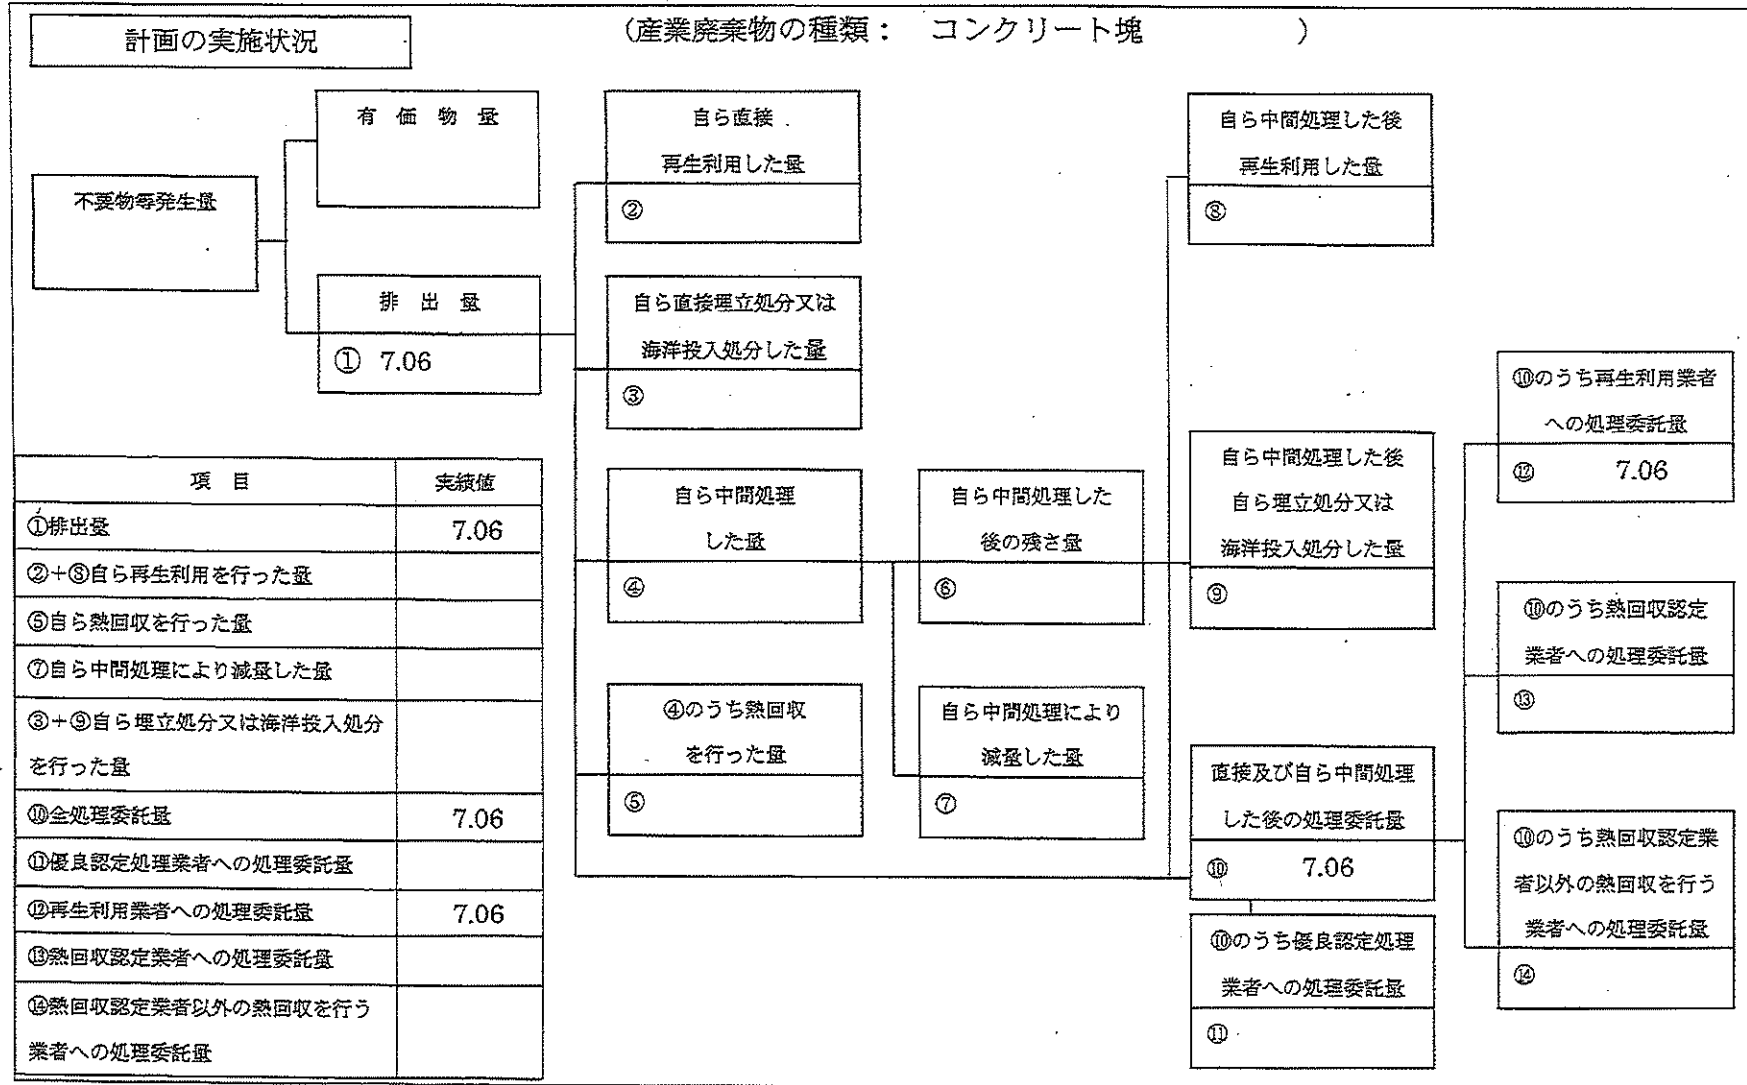 計画の実施状況
（産業廃棄物の種類： コンクリート塊 ）
不要物等発生量
有価物量
排出量
① 7.06
自ら直接
再生利用した量
②
自ら直接埋立処分又は
海洋投入処分した量
③
自ら中間処理
した量
④
④のうち熱回収
を行った量
⑤
自ら中間処理した
後の残さ量
⑥
自ら中間処理により
減量した量
⑦
自ら中間処理した後
再生利用した量
⑧
自ら中間処理した後
自ら埋立処分又は
海洋投入処分した量
⑨
直接及び自ら中間処理
した後の処理委託量
⑩ 7.06
⑩のうち優良認定処理
業者への処理委託量
⑪
⑩のうち再生利用業者
への処理委託量
⑫ 7.06
⑩のうち熱回収認定
業者への処理委託量
⑬
⑩のうち熱回収認定業
者以外の熱回収を行う
業者への処理委託量
⑭
項目 実績値
①排出量 7.06
②+⑧自ら再生利用を行った量
⑤自ら熱回収を行った量
⑦自ら中間処理により減量した量
③+⑨自ら埋立処分又は海洋投入処分
を行った量
⑩全処理委託量 7.06
⑪優良認定処理業者への処理委託量
⑫再生利用業者への処理委託量 7.06
⑬熱回収認定業者への処理委託量
⑭熱回収認定業者以外の熱回収を行う
業者への処理委託量